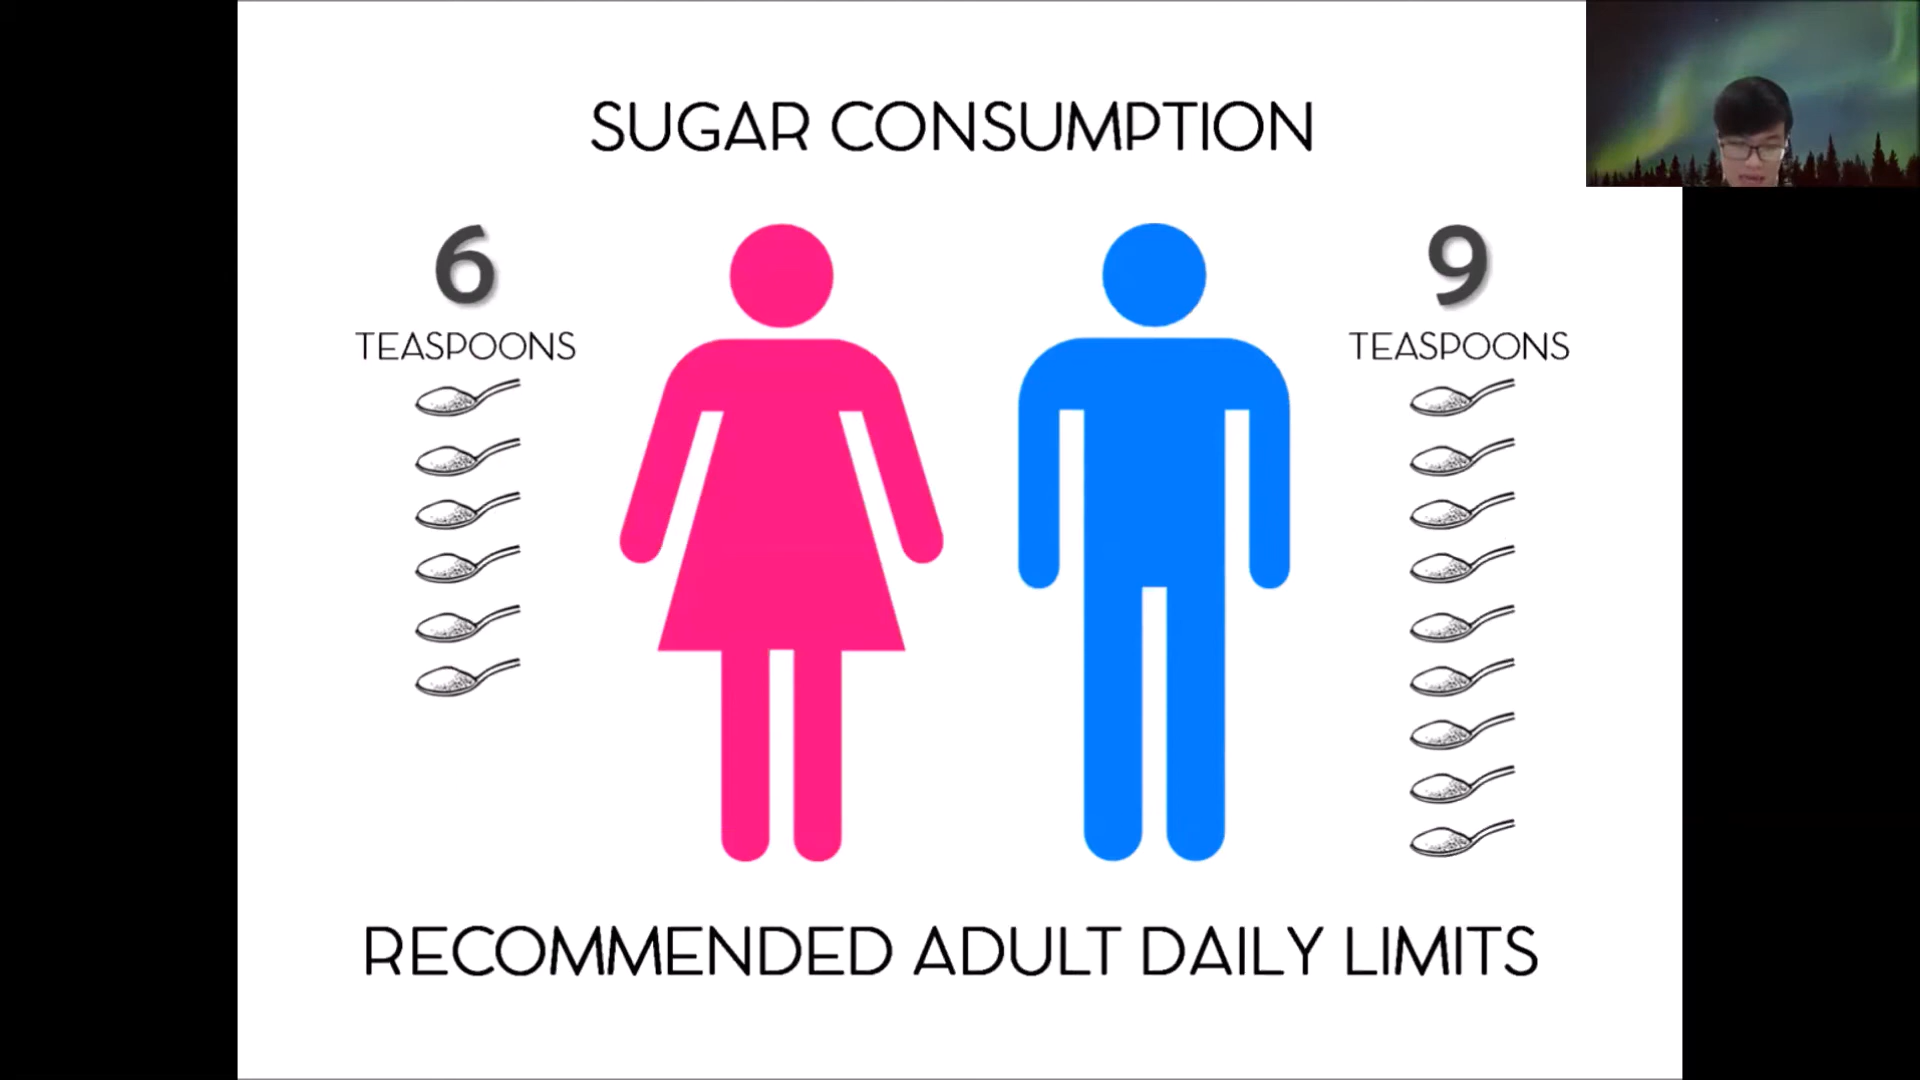 SUGAR CONSUMPTION
6
TEASPOONS
9
TEASPOONS
RECOMMENDED ADULT DAILY LIMITS